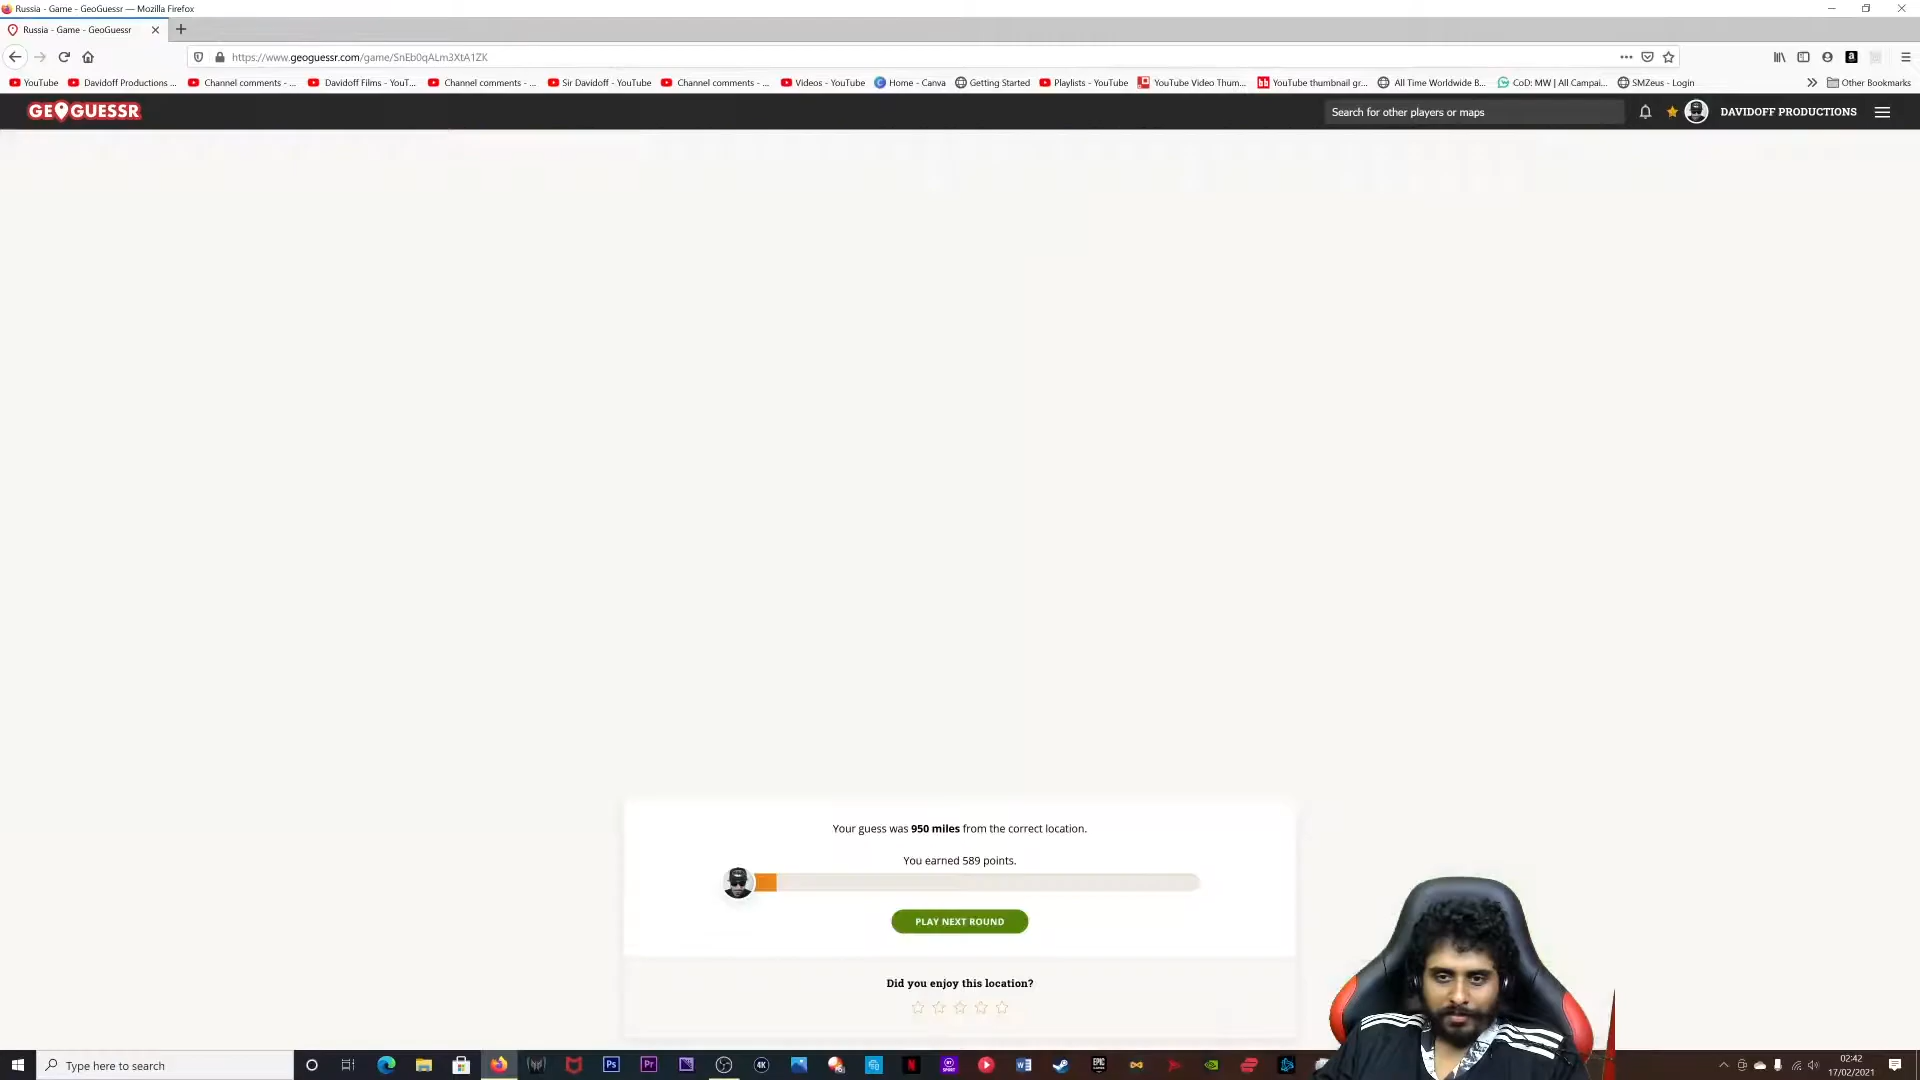 Russia - Game - GeoGuessr — Mozilla Firefox
Russia - Game - GeoGuessr
https://www.geoguessr.com/game/SnEb0qALm3XtA1ZK
YouTube Davidoff Productions ... Channel comments - ... Davidoff Films - YouT... Channel comments - ... Sir Davidoff - YouTube Channel comments - ... Videos - YouTube Home - Canva Getting Started Playlists - YouTube YouTube Video Thum... YouTube thumbnail gr... All Time Worldwide B... CoD: MW | All Campai... SMZeus - Login Other Bookmarks
GEOGUESSR Search for other players or maps DAVIDOFF PRODUCTIONS
Your guess was 950 miles from the correct location.
You earned 589 points.
PLAY NEXT ROUND
Did you enjoy this location?
Type here to search
02:42
17/02/2021